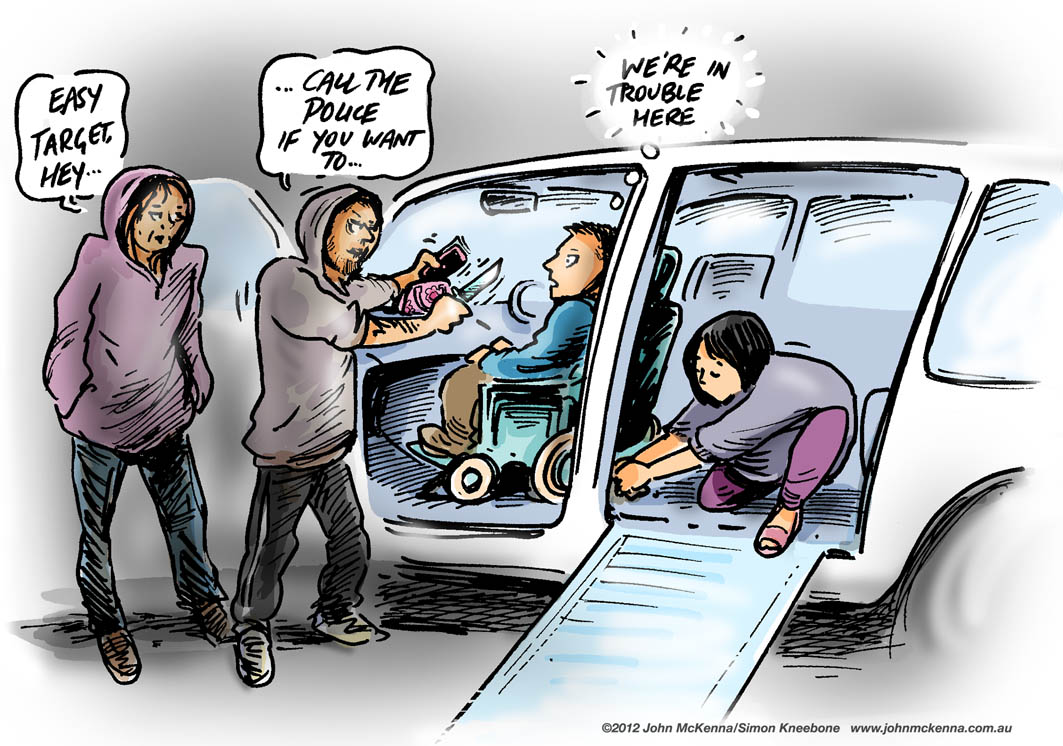 EASY
TARGET,
HEY...
... CALL THE
POLICE
IF YOU WANT
TO...
WE'RE IN
TROUBLE
HERE
©2012 John McKenna/Simon Kneebone www.johnmckenna.com.au